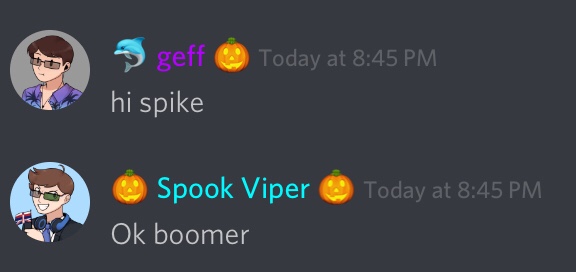 🐬 geff 🎃 Today at 8:45 PM
hi spike
🎃 Spook Viper 🎃 Today at 8:45 PM
Ok boomer